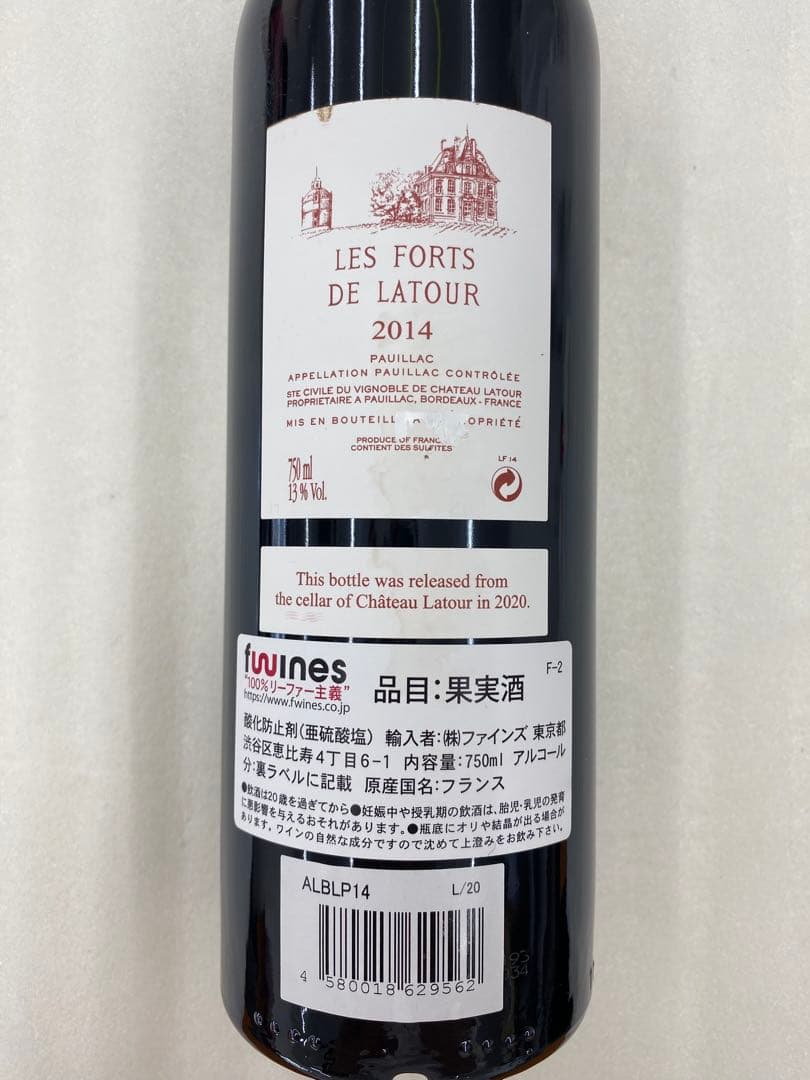 LES FORTS
DE LATOUR
2014
PAUILLAC
APPELLATION PAUILLAC CONTRÔLÉE
STE CIVILE DU VIGNOBLE DE CHATEAU LATOUR
PROPRIETAIRE A PAUILLAC, BORDEAUX - FRANCE
MIS EN
PRODUCE OF
CONTIENT DES SULFITES
LF 14
750 ml
13 % Vol.
This bottle was released from
the cellar of Château Latour in 2020.
fwines
"100%リーファー主義"
https://www.fwines.co.jp
品目:果実酒
F-2
酸化防止剤(亜硫酸塩) 輸入者:(株)ファインズ 東京都
渋谷区恵比寿4丁目6-1 内容量:750ml アルコール
分:裏ラベルに記載 原産国名:フランス
●飲酒は20歳を過ぎてから●妊娠中や授乳期の飲酒は、胎児・乳児の発育
に悪影響を与えるおそれがあります。●瓶底にオリや結晶が出る場合が
あります。ワインの自然な成分ですので沈めて上澄みをお飲み下さい。
ALBLP14
L/20
4 580018 629562